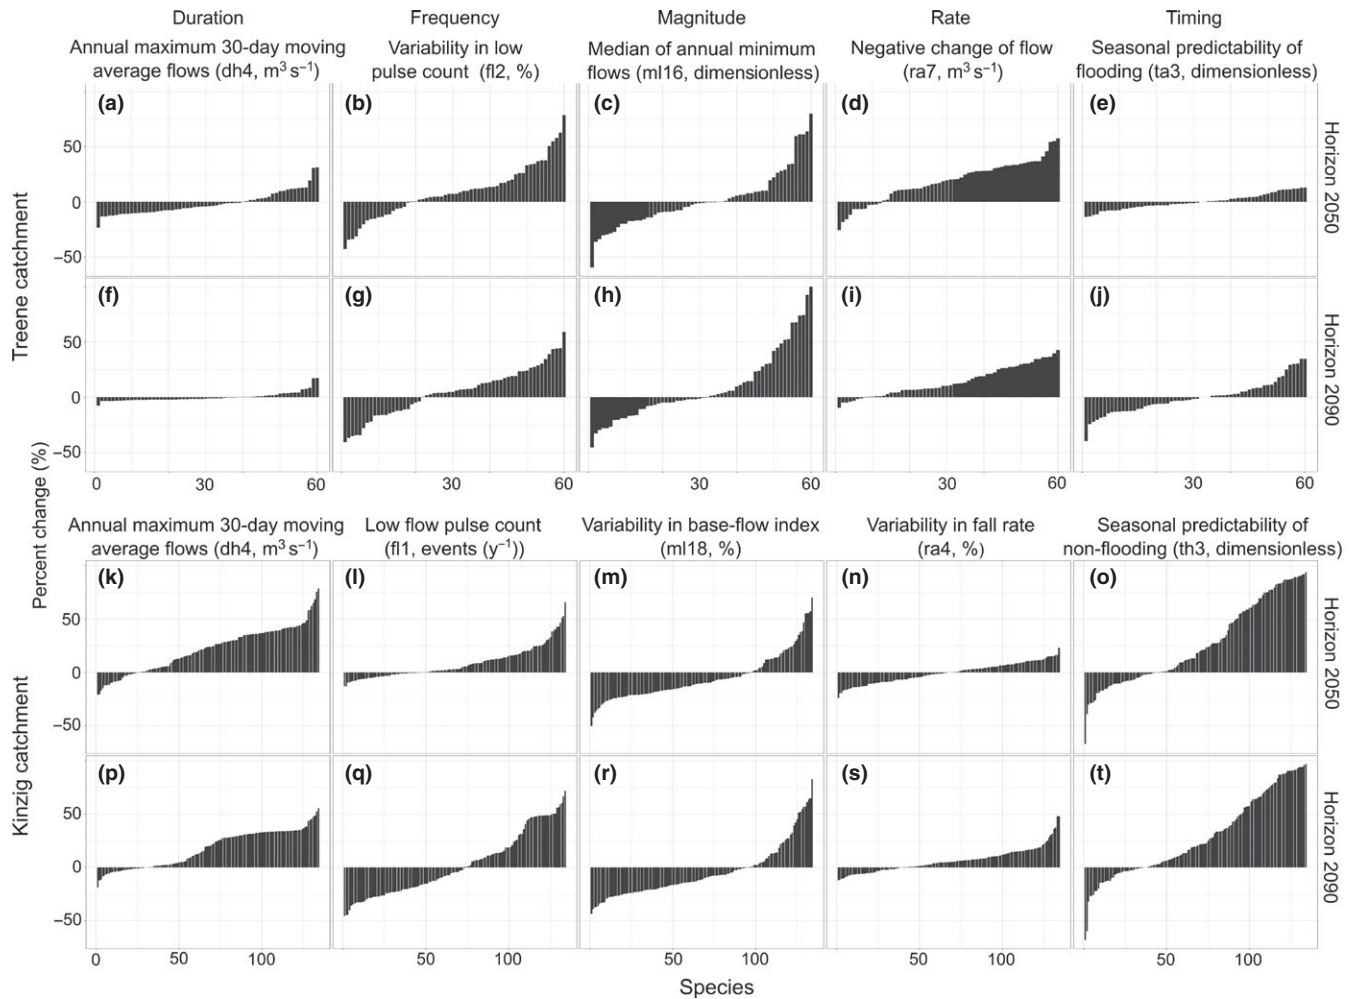 Duration Frequency Magnitude Rate Timing
Annual maximum 30-day moving average flows (dh4, m³ s⁻¹)
Variability in low pulse count (fl2, %)
Median of annual minimum flows (ml16, dimensionless)
Negative change of flow (ra7, m³ s⁻¹)
Seasonal predictability of flooding (ta3, dimensionless)
(a) (b) (c) (d) (e)
50
0
−50
Horizon 2050
Treene catchment
(f) (g) (h) (i) (j)
50
0
−50
Horizon 2090
0 30 60 30 60 30 60 30 60 30 60
Percent change (%)
Annual maximum 30-day moving average flows (dh4, m³ s⁻¹)
Low flow pulse count (fl1, events (y⁻¹))
Variability in base-flow index (ml18, %)
Variability in fall rate (ra4, %)
Seasonal predictability of non-flooding (th3, dimensionless)
(k) (l) (m) (n) (o)
50
0
−50
Horizon 2050
Kinzig catchment
(p) (q) (r) (s) (t)
50
0
−50
Horizon 2090
0 50 100 50 100 50 100 50 100 50 100
Species